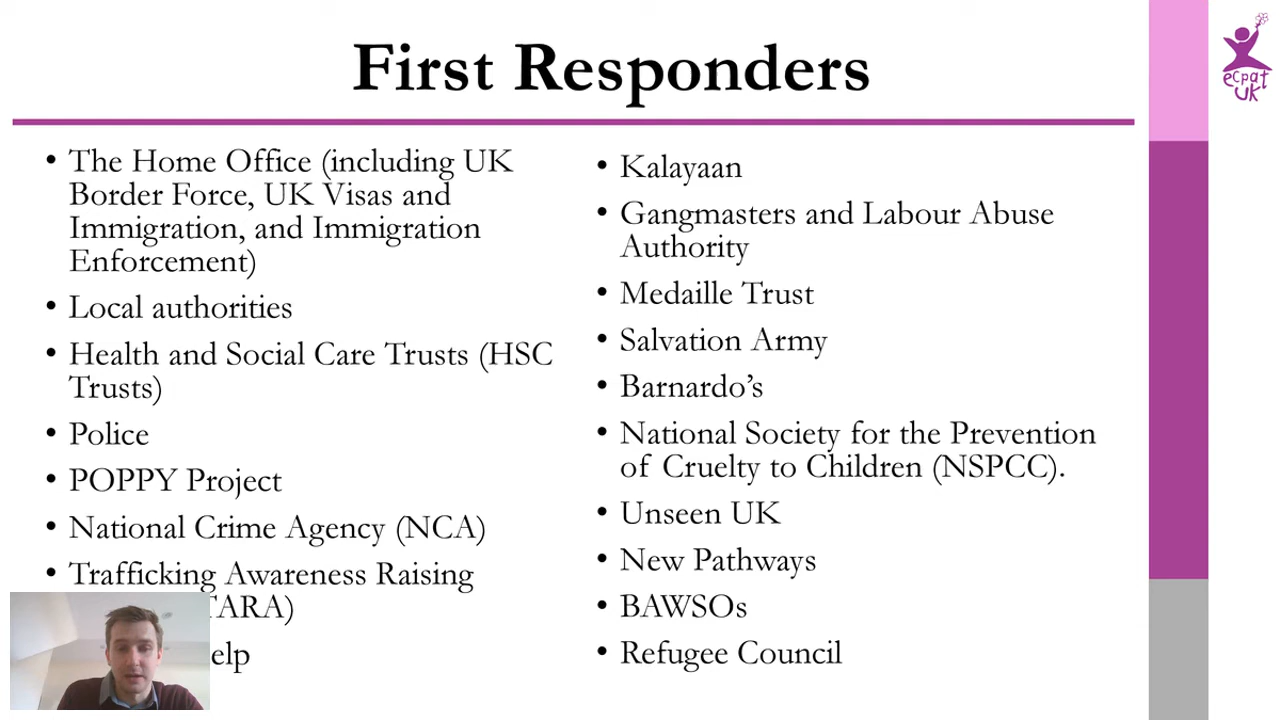 First Responders
• The Home Office (including UK
Border Force, UK Visas and
Immigration, and Immigration
Enforcement)
• Local authorities
• Health and Social Care Trusts (HSC
Trusts)
• Police
• POPPY Project
• National Crime Agency (NCA)
• Trafficking Awareness Raising
TARA)
elp
• Kalayaan
• Gangmasters and Labour Abuse
Authority
• Medaille Trust
• Salvation Army
• Barnardo’s
• National Society for the Prevention
of Cruelty to Children (NSPCC).
• Unseen UK
• New Pathways
• BAWSOs
• Refugee Council
ecpat
UK